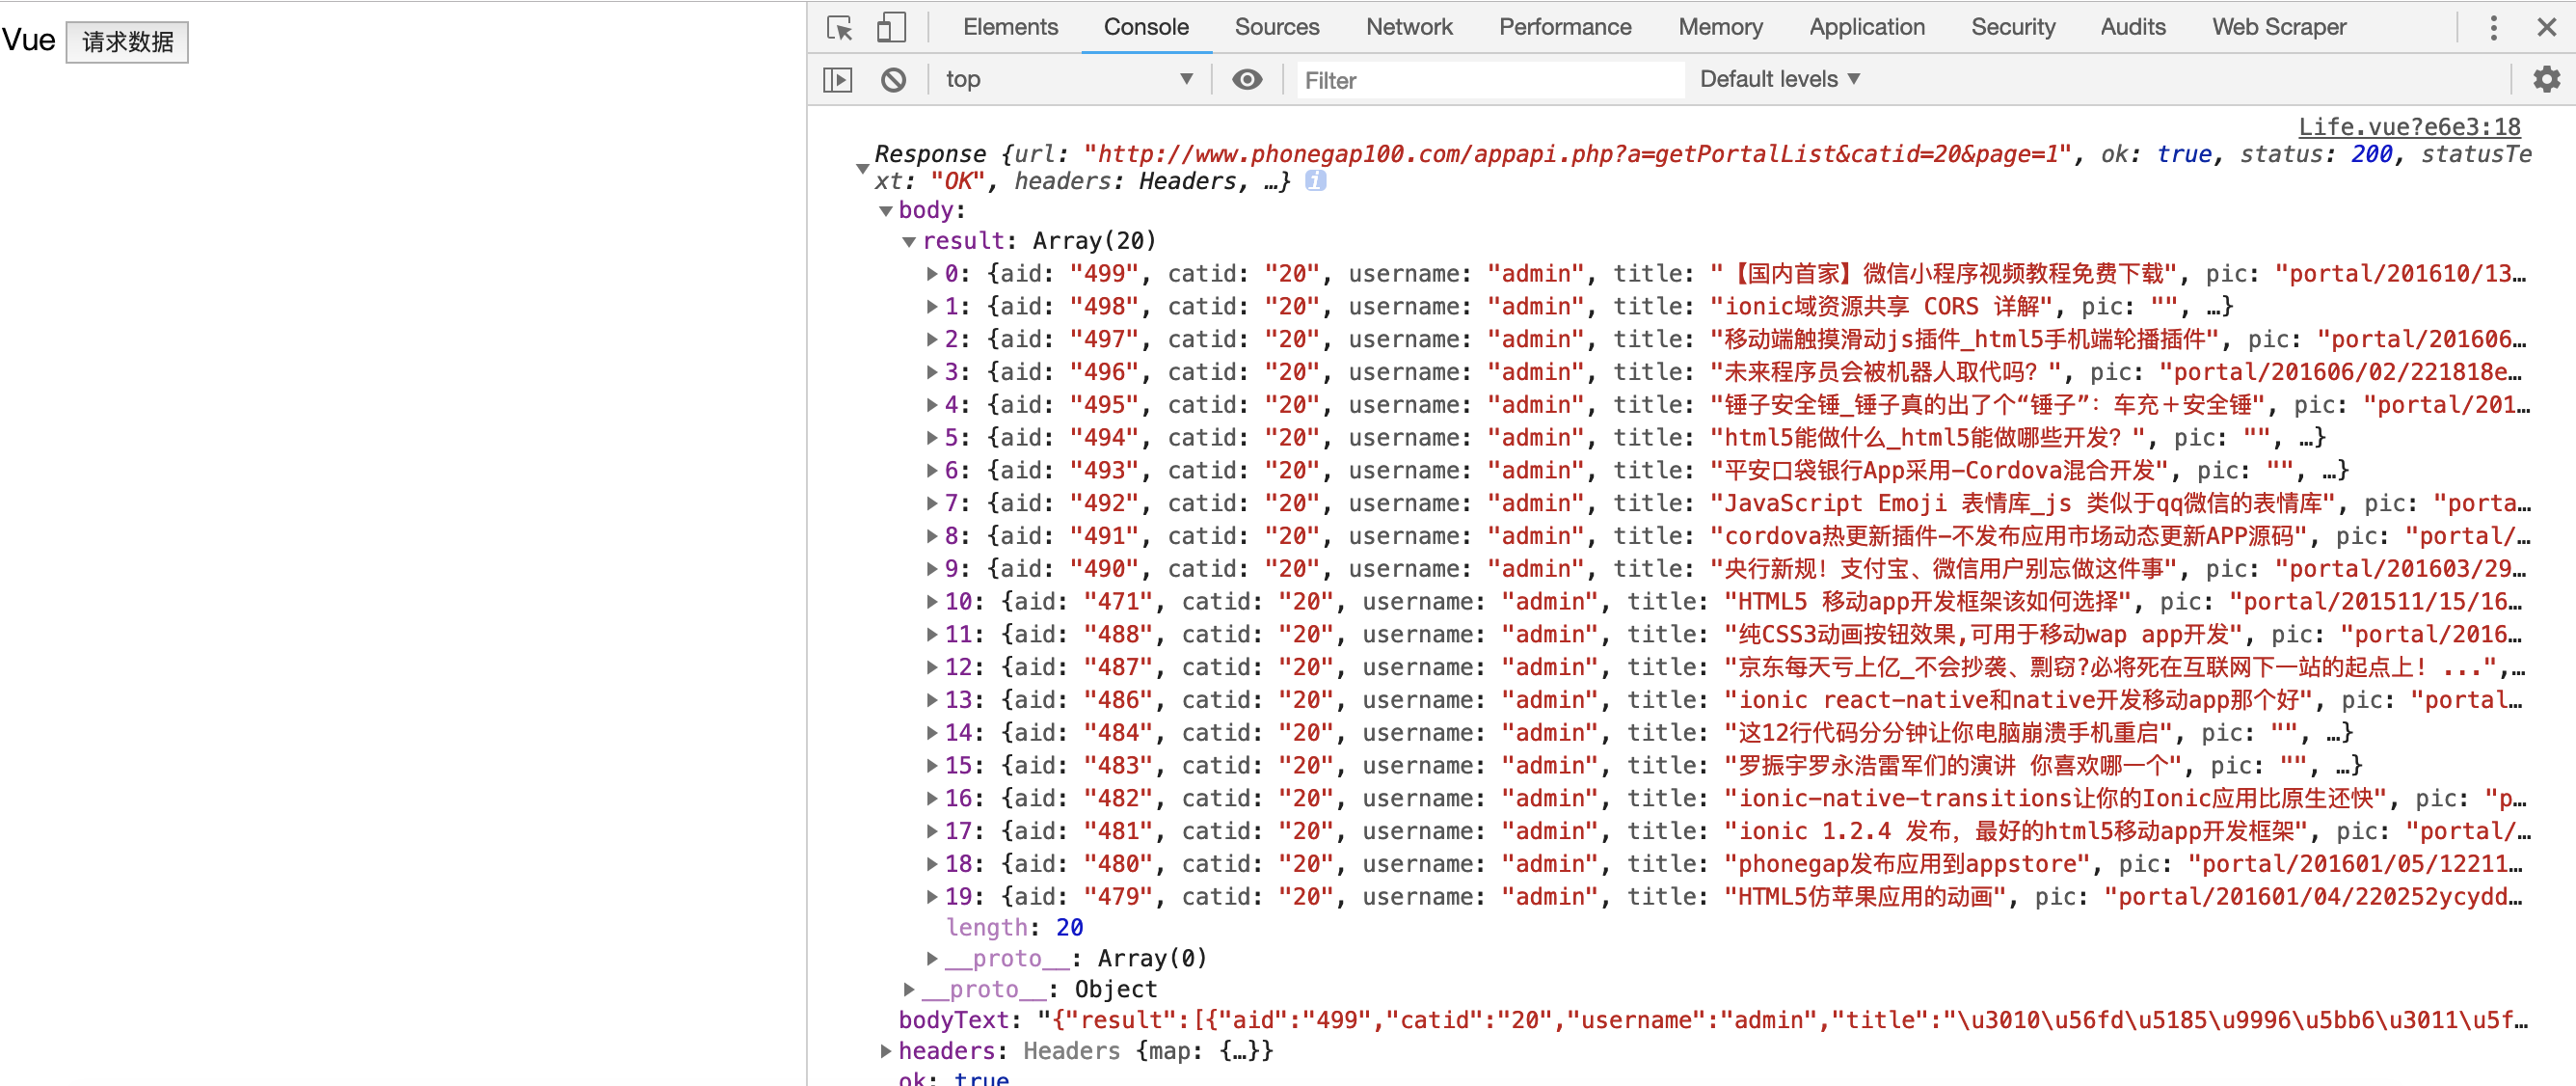 Vue 请求数据
Elements Console Sources Network Performance Memory Application Security Audits Web Scraper
top Filter Default levels
Life.vue?e6e3:18
Response {url: "http://www.phonegap100.com/appapi.php?a=getPortalList&catid=20&page=1", ok: true, status: 200, statusTe
xt: "OK", headers: Headers, …}
body:
result: Array(20)
0: {aid: "499", catid: "20", username: "admin", title: "【国内首家】微信小程序视频教程免费下载", pic: "portal/201610/13…
1: {aid: "498", catid: "20", username: "admin", title: "ionic域资源共享 CORS 详解", pic: "", …}
2: {aid: "497", catid: "20", username: "admin", title: "移动端触摸滑动js插件_html5手机端轮播插件", pic: "portal/201606…
3: {aid: "496", catid: "20", username: "admin", title: "未来程序员会被机器人取代吗？", pic: "portal/201606/02/221818e…
4: {aid: "495", catid: "20", username: "admin", title: "锤子安全锤_锤子真的出了个“锤子”：车充＋安全锤", pic: "portal/201…
5: {aid: "494", catid: "20", username: "admin", title: "html5能做什么_html5能做哪些开发？", pic: "", …}
6: {aid: "493", catid: "20", username: "admin", title: "平安口袋银行App采用-Cordova混合开发", pic: "", …}
7: {aid: "492", catid: "20", username: "admin", title: "JavaScript Emoji 表情库_js 类似于qq微信的表情库", pic: "porta…
8: {aid: "491", catid: "20", username: "admin", title: "cordova热更新插件-不发布应用市场动态更新APP源码", pic: "portal/…
9: {aid: "490", catid: "20", username: "admin", title: "央行新规！支付宝、微信用户别忘做这件事", pic: "portal/201603/29…
10: {aid: "471", catid: "20", username: "admin", title: "HTML5 移动app开发框架该如何选择", pic: "portal/201511/15/16…
11: {aid: "488", catid: "20", username: "admin", title: "纯CSS3动画按钮效果,可用于移动wap app开发", pic: "portal/2016…
12: {aid: "487", catid: "20", username: "admin", title: "京东每天亏上亿_不会抄袭、剽窃?必将死在互联网下一站的起点上！ ...",…
13: {aid: "486", catid: "20", username: "admin", title: "ionic react-native和native开发移动app那个好", pic: "portal…
14: {aid: "484", catid: "20", username: "admin", title: "这12行代码分分钟让你电脑崩溃手机重启", pic: "", …}
15: {aid: "483", catid: "20", username: "admin", title: "罗振宇罗永浩雷军们的演讲 你喜欢哪一个", pic: "", …}
16: {aid: "482", catid: "20", username: "admin", title: "ionic-native-transitions让你的Ionic应用比原生还快", pic: "p…
17: {aid: "481", catid: "20", username: "admin", title: "ionic 1.2.4 发布，最好的html5移动app开发框架", pic: "portal/…
18: {aid: "480", catid: "20", username: "admin", title: "phonegap发布应用到appstore", pic: "portal/201601/05/12211…
19: {aid: "479", catid: "20", username: "admin", title: "HTML5仿苹果应用的动画", pic: "portal/201601/04/220252ycydd…
length: 20
__proto__: Array(0)
__proto__: Object
bodyText: "{"result":[{"aid":"499","catid":"20","username":"admin","title":"\u3010\u56fd\u5185\u9996\u5bb6\u3011\u5f…
headers: Headers {map: {…}}
ok: true